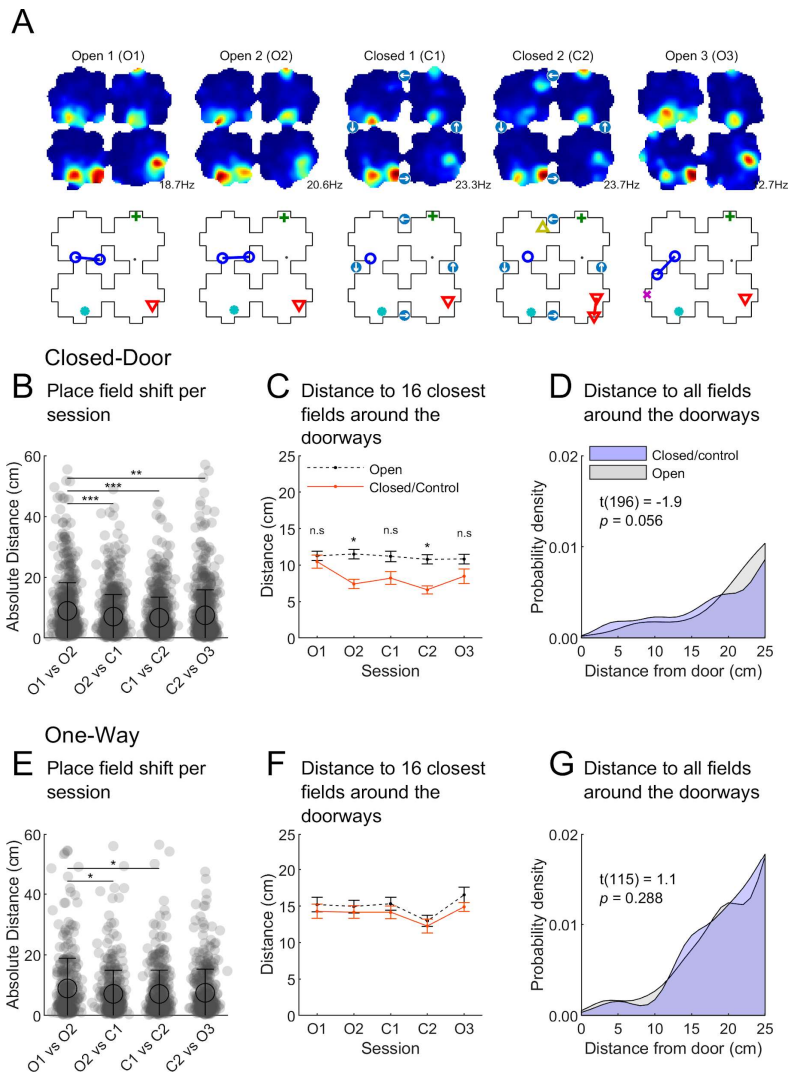 A
Open 1 (O1)
Open 2 (O2)
Closed 1 (C1)
Closed 2 (C2)
Open 3 (O3)
18.7Hz
20.6Hz
23.3Hz
23.7Hz
12.7Hz
Closed-Door
B
Place field shift per
session
Absolute Distance (cm)
60
40
20
0
**
***
***
O1 vs O2
O2 vs C1
C1 vs C2
C2 vs O3
C
Distance to 16 closest
fields around the
doorways
Distance (cm)
25
20
15
10
5
0
Open
Closed/Control
n.s
*
n.s
*
n.s
O1
O2
C1
C2
O3
Session
D
Distance to all fields
around the doorways
Probability density
0.02
0.01
0.00
Closed/control
Open
t(196) = -1.9
p = 0.056
0
5
10
15
20
25
Distance from door (cm)
One-Way
E
Place field shift per
session
Absolute Distance (cm)
60
40
20
0
*
*
O1 vs O2
O2 vs C1
C1 vs C2
C2 vs O3
F
Distance to 16 closest
fields around the
doorways
Distance (cm)
25
20
15
10
5
0
O1
O2
C1
C2
O3
Session
G
Distance to all fields
around the doorways
Probability density
0.02
0.01
0.00
t(115) = 1.1
p = 0.288
0
5
10
15
20
25
Distance from door (cm)